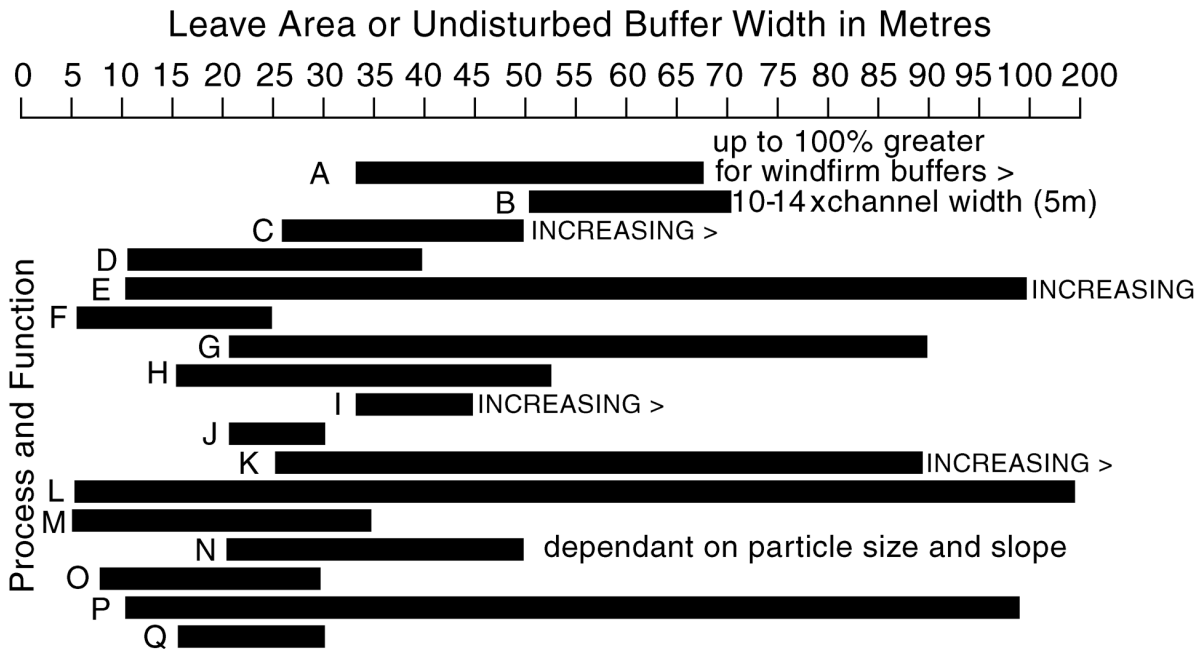 Leave Area or Undisturbed Buffer Width in Metres
0 5 10 15 20 25 30 35 40 45 50 55 60 65 70 75 80 85 90 95 100 200
up to 100% greater
A for windfirm buffers >
B 10-14xchannel width (5m)
C INCREASING >
D
E INCREASING
F
G
H
I INCREASING >
J
K INCREASING >
L
M
N dependant on particle size and slope
O
P
Q
Process and Function